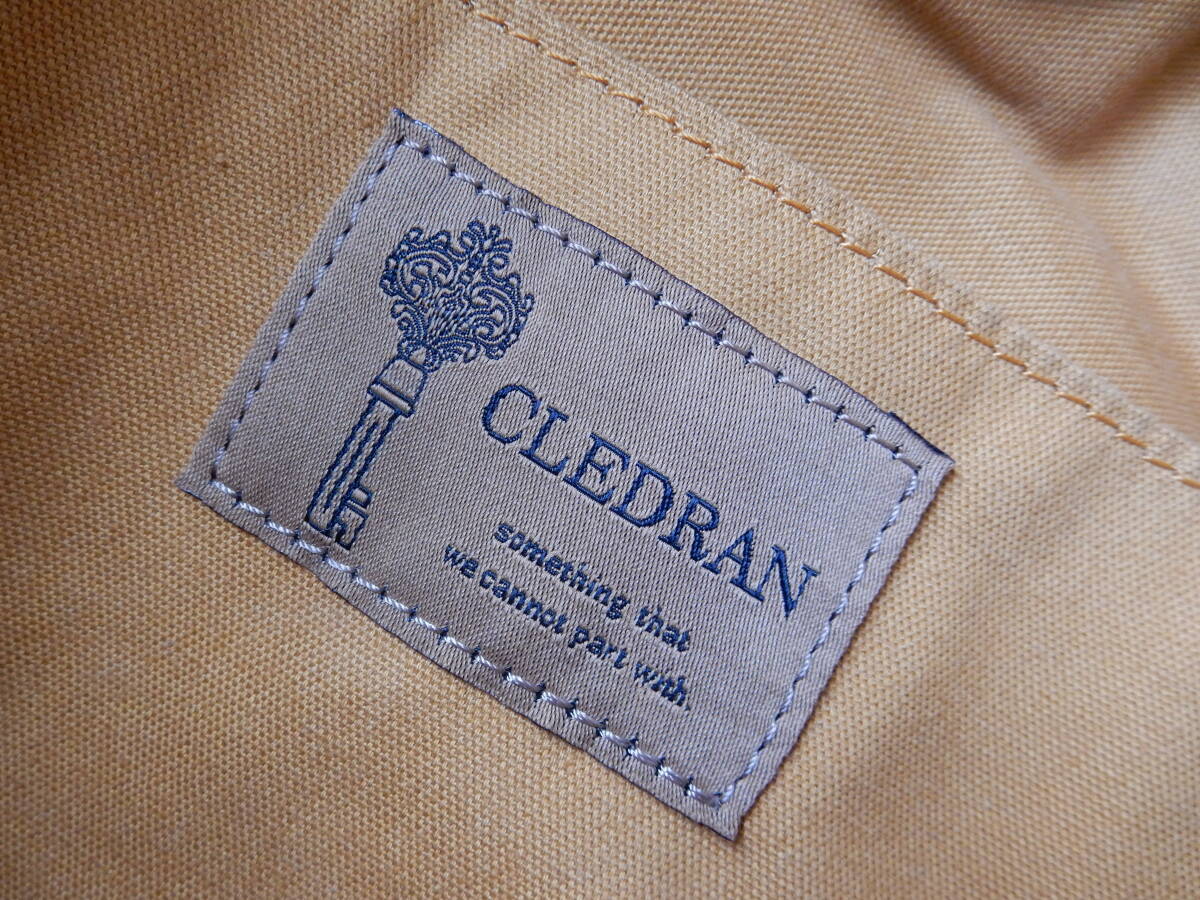 CLEDRAN
something that
we cannot part with.